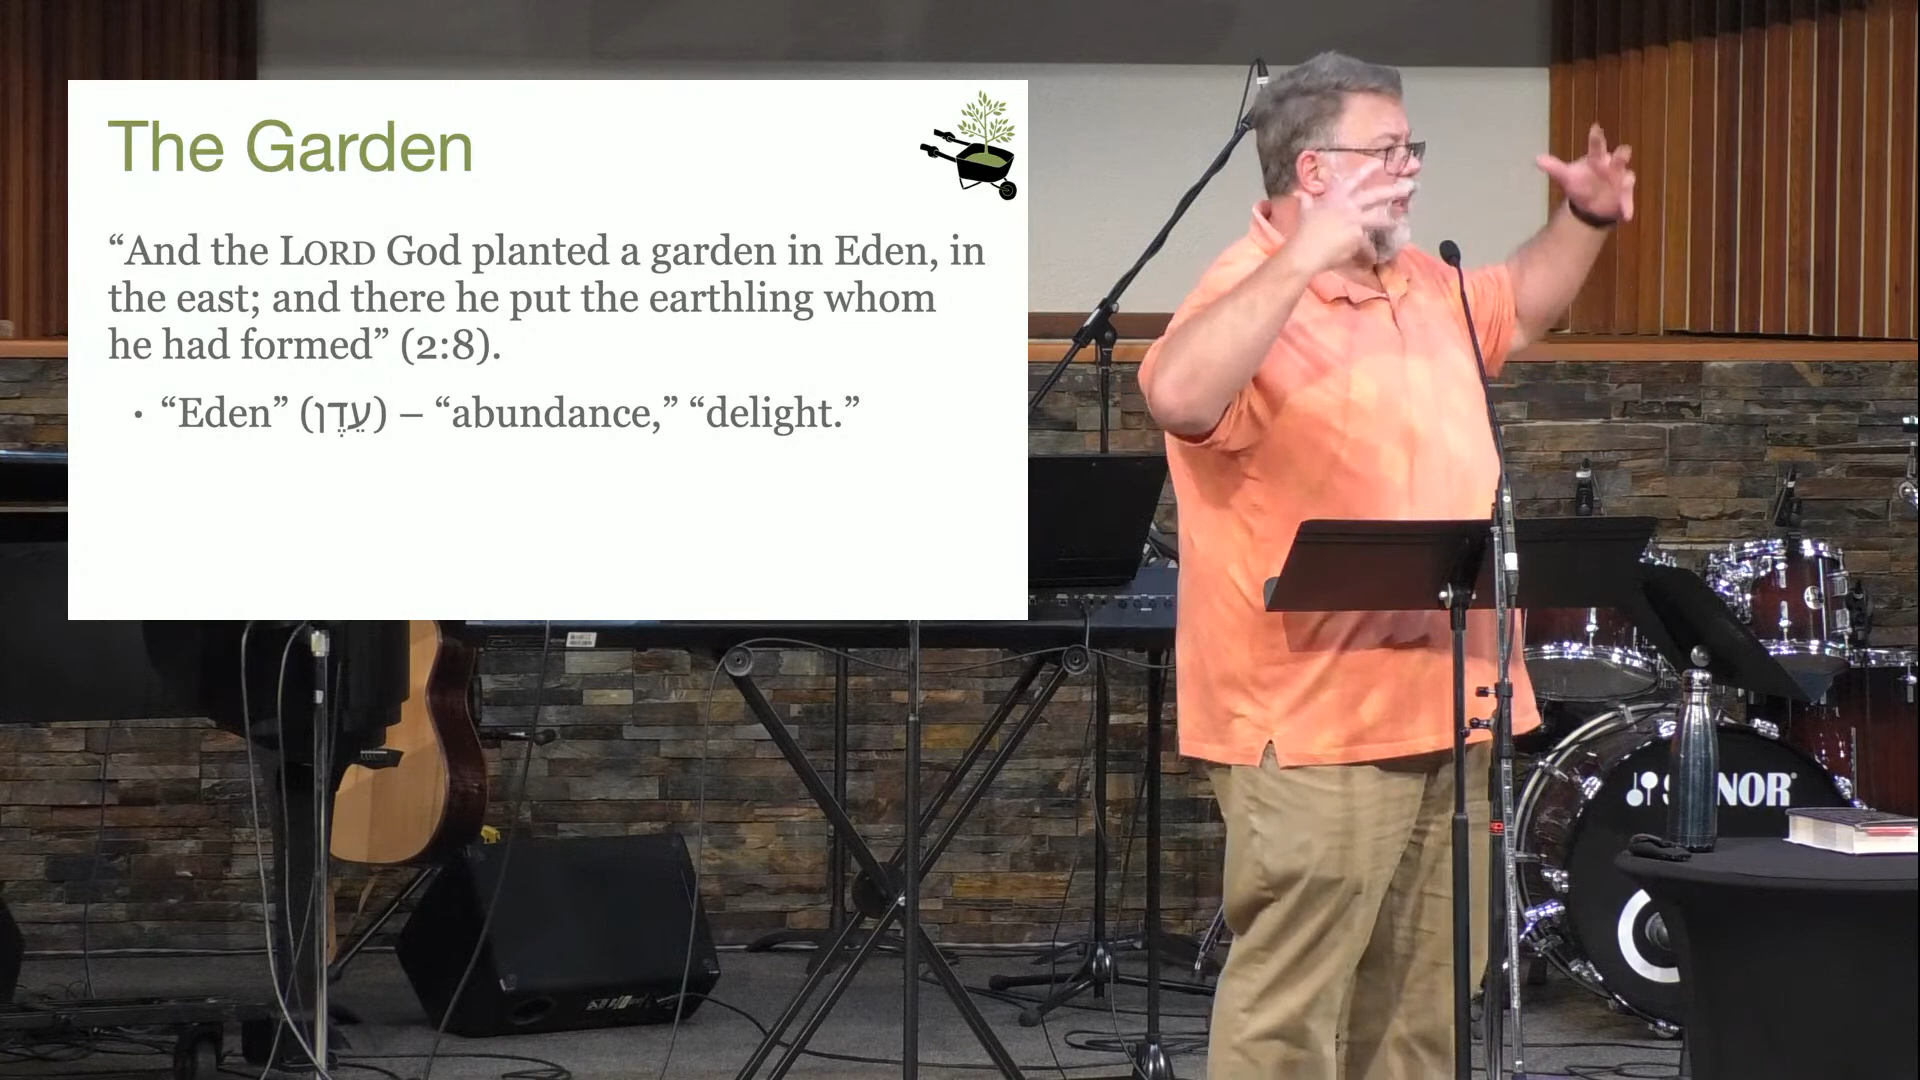 The Garden
“And the LORD God planted a garden in Eden, in
the east; and there he put the earthling whom
he had formed” (2:8).
• “Eden” (עֵדֶן) – “abundance,” “delight.”
SONOR